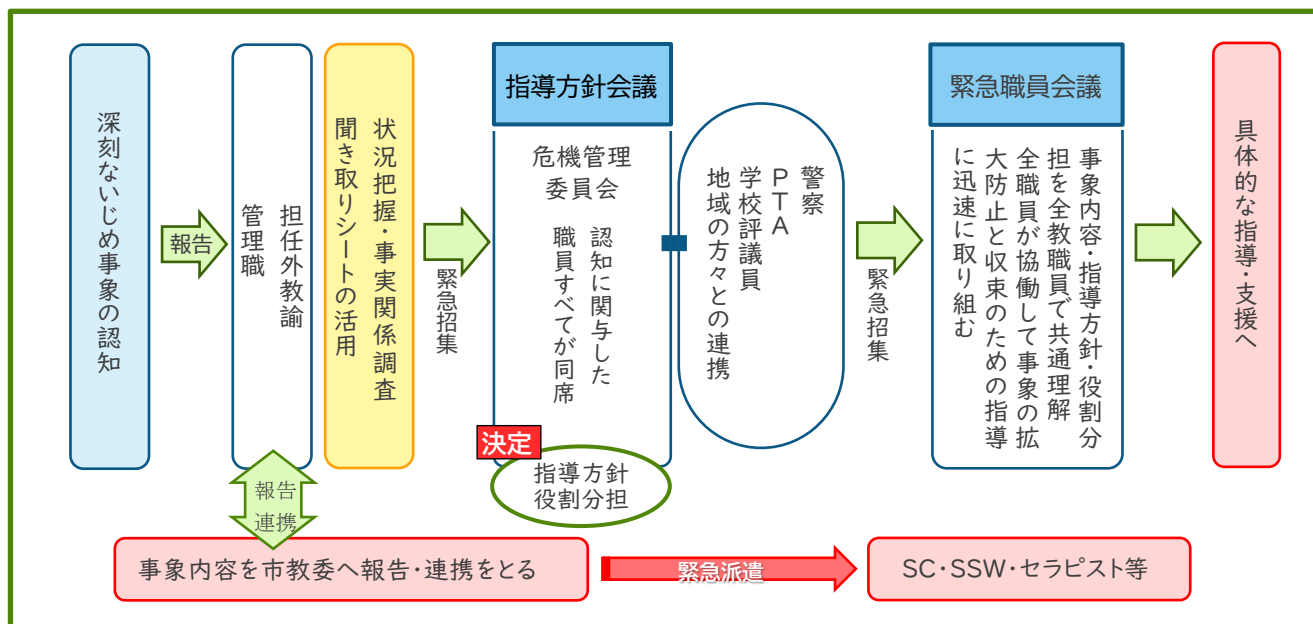 深刻ないじめ事象の認知
報告
担任外教諭
管理職
状況把握・事実関係調査
聞き取りシートの活用
緊急招集
指導方針会議
危機管理
委員会
認知に関与した
職員すべてが同席
決定
指導方針
役割分担
警察
PTA
学校評議員
地域の方々との連携
緊急招集
緊急職員会議
事象内容・指導方針・役割分
担を全教職員で共通理解
全職員が協働して事象の拡
大防止と収束のための指導
に迅速に取り組む
具体的な指導・支援へ
報告
連携
事象内容を市教委へ報告・連携をとる
緊急派遣
SC・SSW・セラピスト等